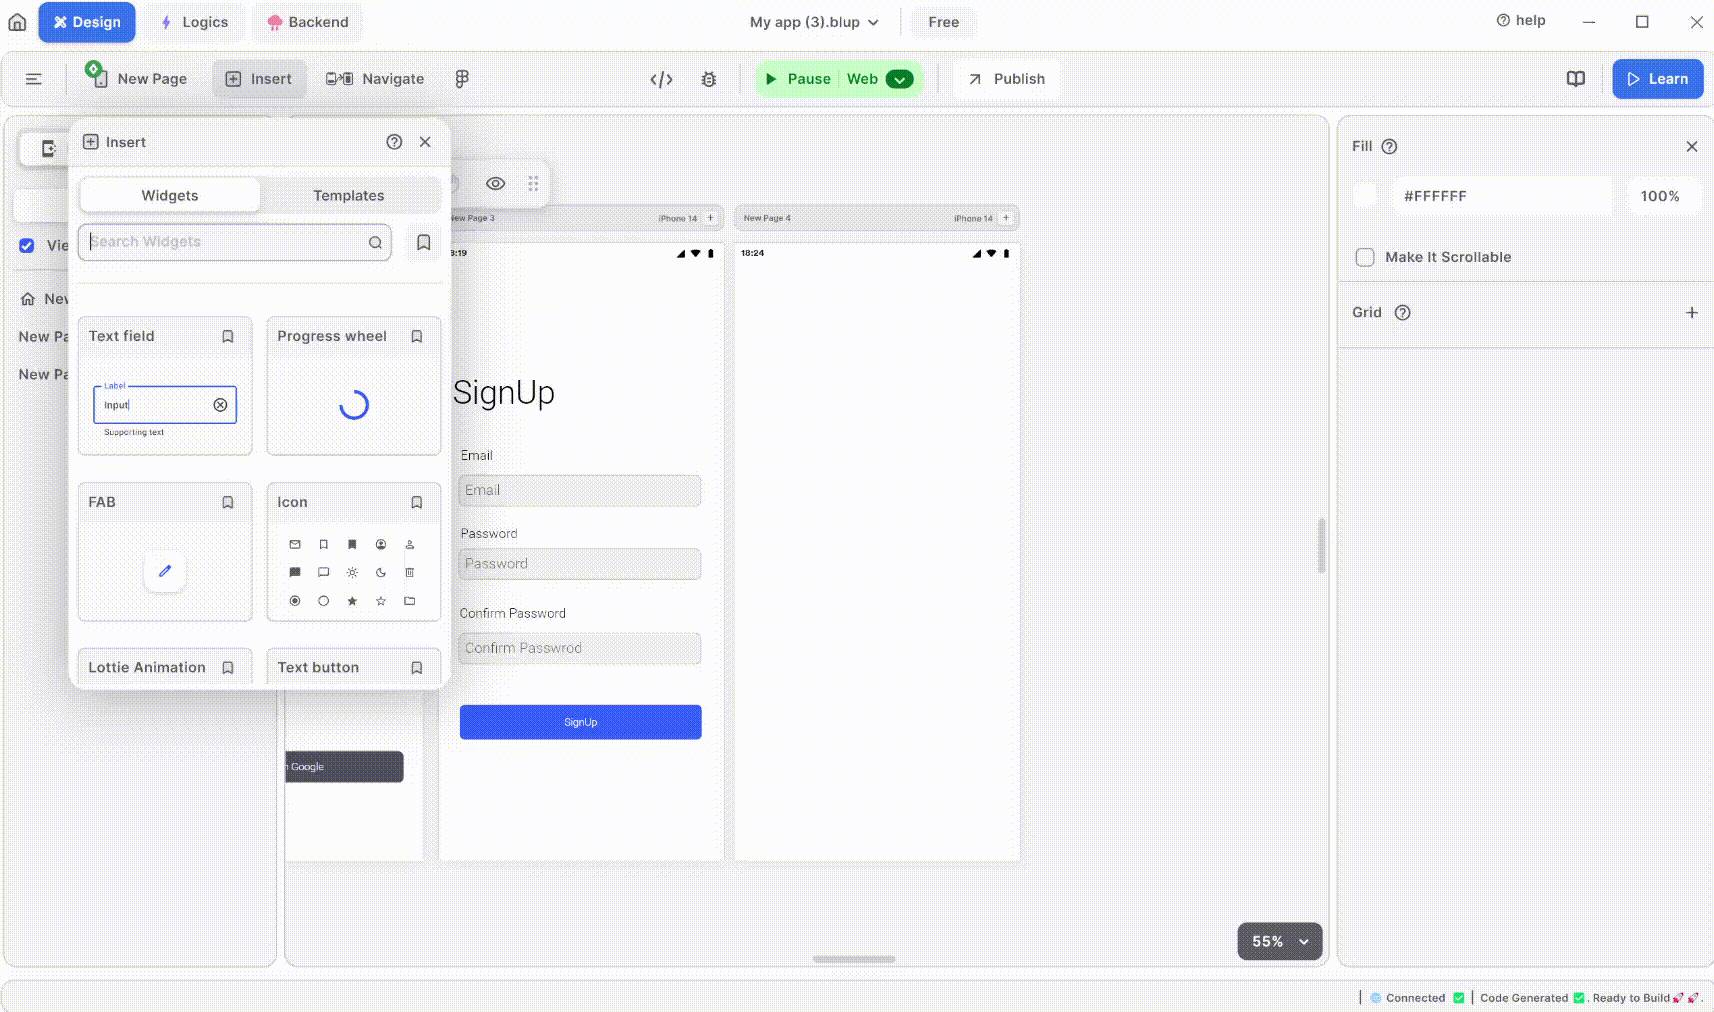 Design
Logics
Backend
My app (3).blup
Free
help
New Page
Insert
Navigate
Pause
Web
Publish
Learn
Insert
Widgets
Templates
Search Widgets
Vie
New
New Pa
New Pa
Text field
Label
Input
Supporting text
Progress wheel
FAB
Icon
Lottie Animation
Text button
New Page 3
iPhone 14
:19
SignUp
Email
Email
Password
Password
Confirm Password
Confirm Passwrod
SignUp
Google
New Page 4
iPhone 14
18:24
55%
Fill
#FFFFFF
100%
Make It Scrollable
Grid
Connected
Code Generated
. Ready to Build